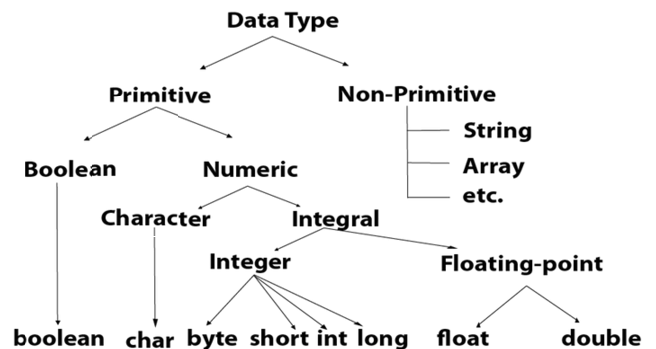 Data Type
Primitive
Non-Primitive
String
Boolean
Numeric
Array
etc.
Character
Integral
Integer
Floating-point
boolean char byte short int long float double